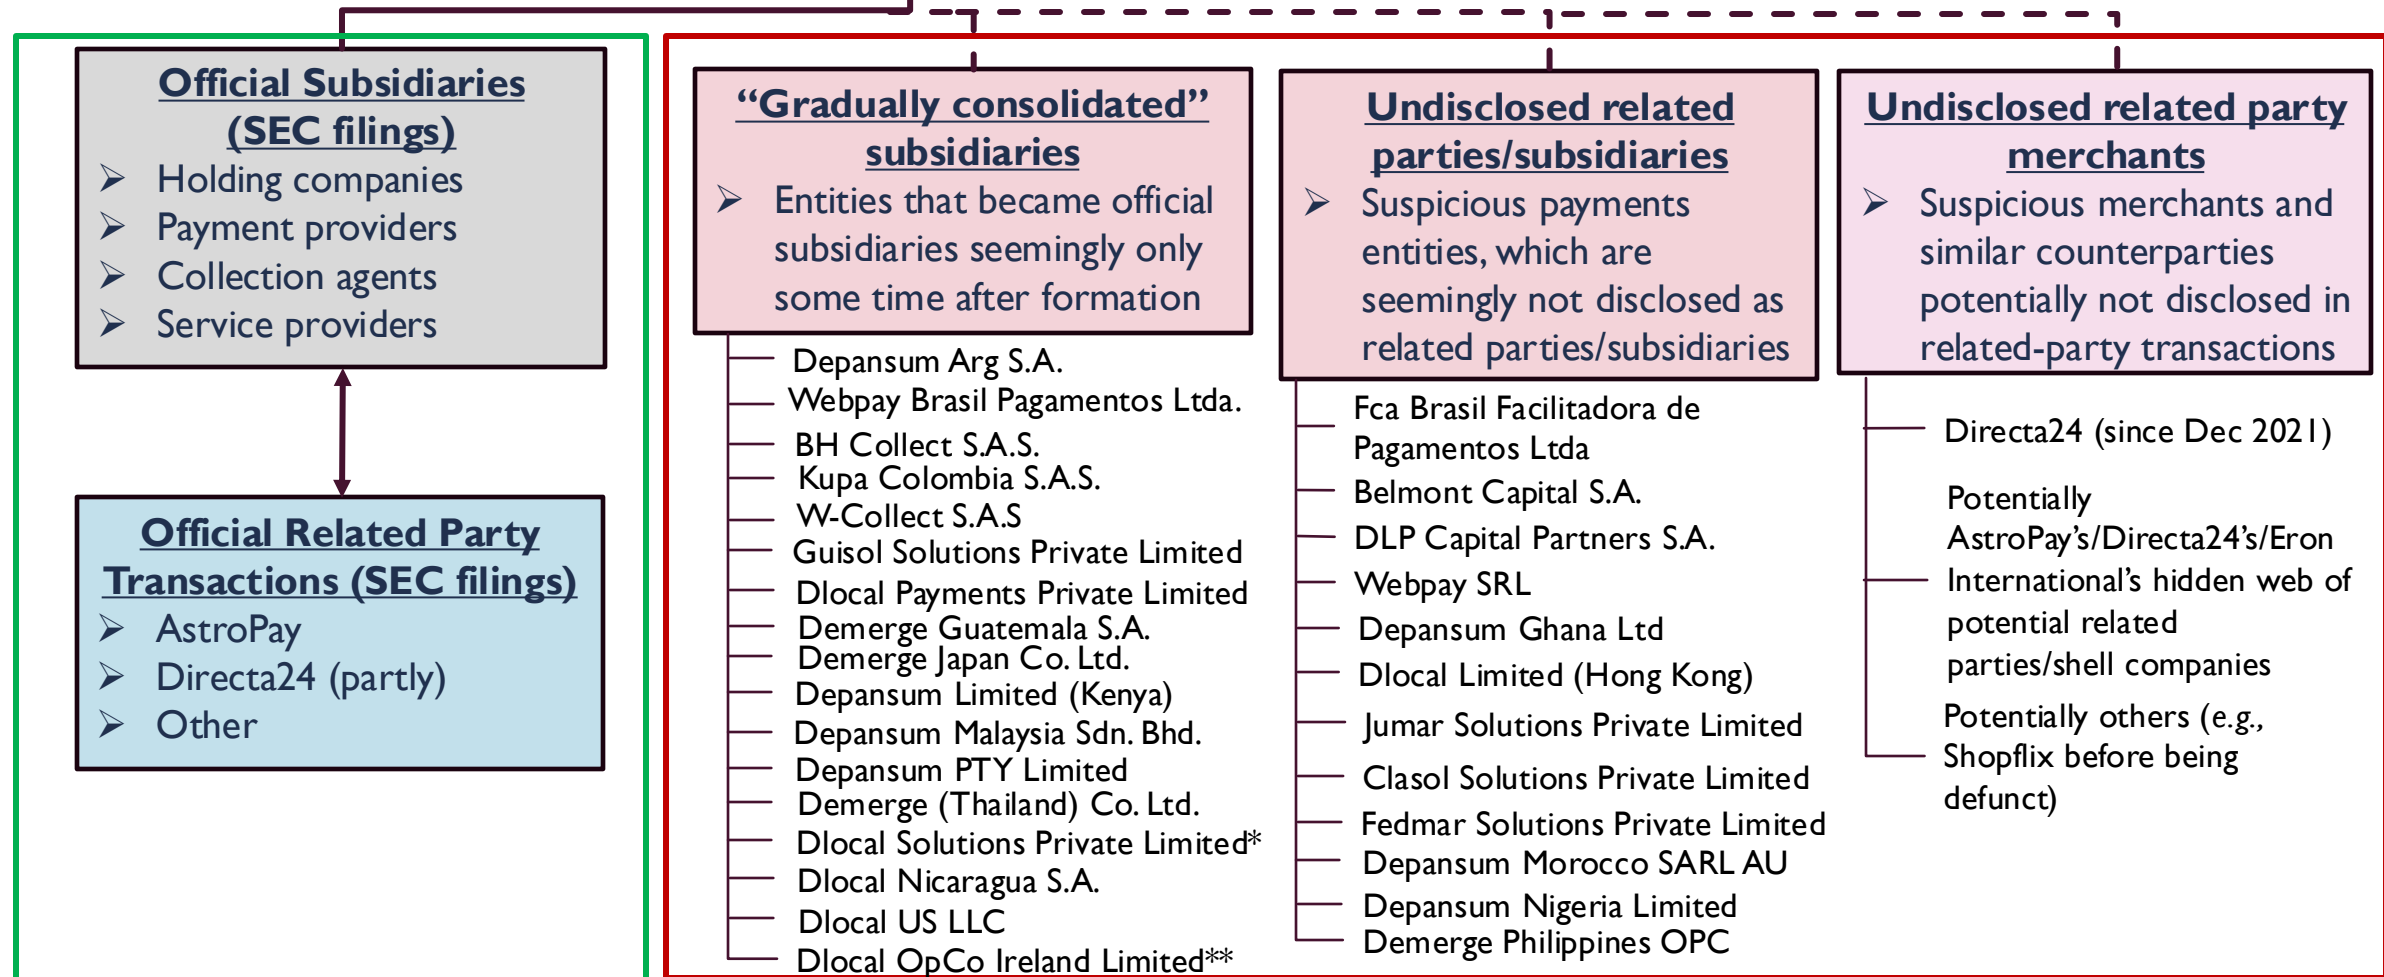 Official Subsidiaries
(SEC filings)
➢ Holding companies
➢ Payment providers
➢ Collection agents
➢ Service providers
Official Related Party
Transactions (SEC filings)
➢ AstroPay
➢ Directa24 (partly)
➢ Other
“Gradually consolidated”
subsidiaries
➢ Entities that became official
subsidiaries seemingly only
some time after formation
Depansum Arg S.A.
Webpay Brasil Pagamentos Ltda.
BH Collect S.A.S.
Kupa Colombia S.A.S.
W-Collect S.A.S
Guisol Solutions Private Limited
Dlocal Payments Private Limited
Demerge Guatemala S.A.
Demerge Japan Co. Ltd.
Depansum Limited (Kenya)
Depansum Malaysia Sdn. Bhd.
Depansum PTY Limited
Demerge (Thailand) Co. Ltd.
Dlocal Solutions Private Limited*
Dlocal Nicaragua S.A.
Dlocal US LLC
Dlocal OpCo Ireland Limited**
Undisclosed related
parties/subsidiaries
➢ Suspicious payments
entities, which are
seemingly not disclosed as
related parties/subsidiaries
Fca Brasil Facilitadora de
Pagamentos Ltda
Belmont Capital S.A.
DLP Capital Partners S.A.
Webpay SRL
Depansum Ghana Ltd
Dlocal Limited (Hong Kong)
Jumar Solutions Private Limited
Clasol Solutions Private Limited
Fedmar Solutions Private Limited
Depansum Morocco SARL AU
Depansum Nigeria Limited
Demerge Philippines OPC
Undisclosed related party
merchants
➢ Suspicious merchants and
similar counterparties
potentially not disclosed in
related-party transactions
Directa24 (since Dec 2021)
Potentially
AstroPay’s/Directa24’s/Eron
International’s hidden web of
potential related
parties/shell companies
Potentially others (e.g.,
Shopflix before being
defunct)